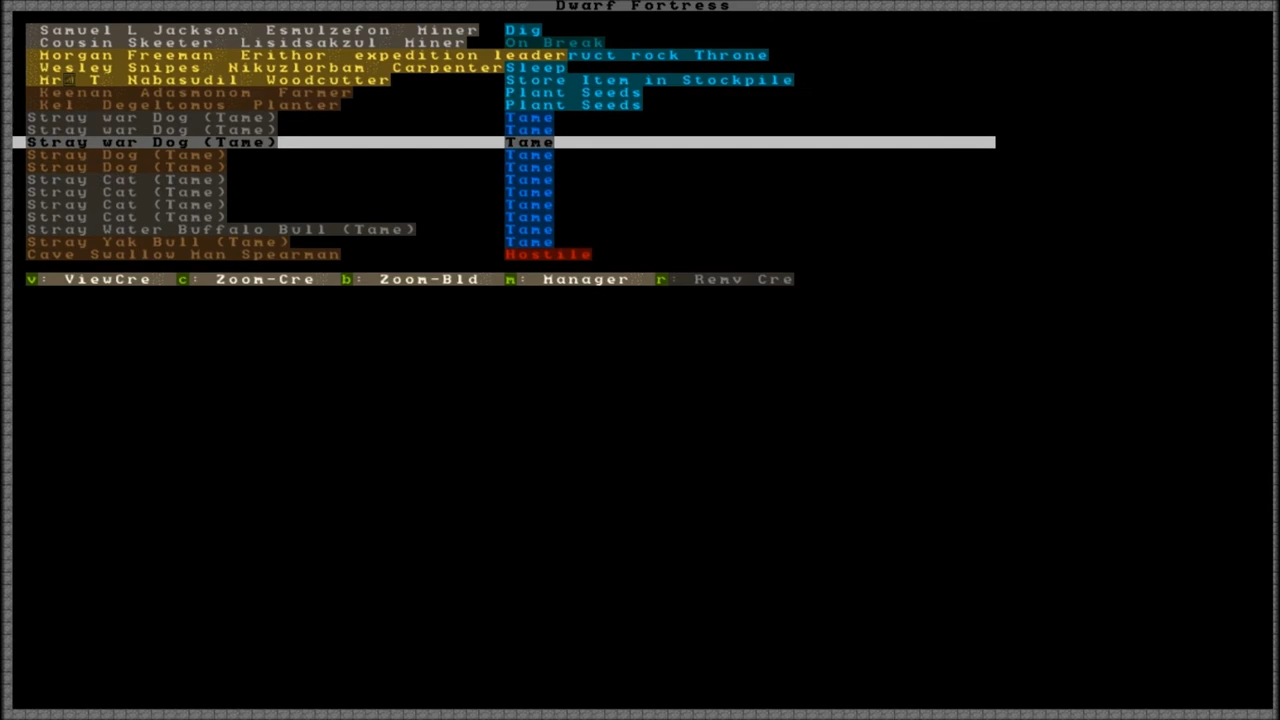 Dwarf Fortress
Samuel L Jackson Esmulzefon Miner Dig
Cousin Skeeter Lisidsakzul Miner On Break
Morgan Freeman Erithor expedition leader ruct rock Throne
Wesley Snipes Nikuzlorbam Carpenter Sleep
Mr T Nabasudil Woodcutter Store Item in Stockpile
Keenan Adasmonom Farmer Plant Seeds
Kel Degeltomus Planter Plant Seeds
Stray war Dog (Tame) Tame
Stray war Dog (Tame) Tame
Stray war Dog (Tame) Tame
Stray Dog (Tame) Tame
Stray Dog (Tame) Tame
Stray Cat (Tame) Tame
Stray Cat (Tame) Tame
Stray Cat (Tame) Tame
Stray Cat (Tame) Tame
Stray Water Buffalo Bull (Tame) Tame
Stray Yak Bull (Tame) Tame
Cave Swallow Man Spearman Hostile
v: ViewCre c: Zoom-Cre b: Zoom-Bld m: Manager r: Remv Cre